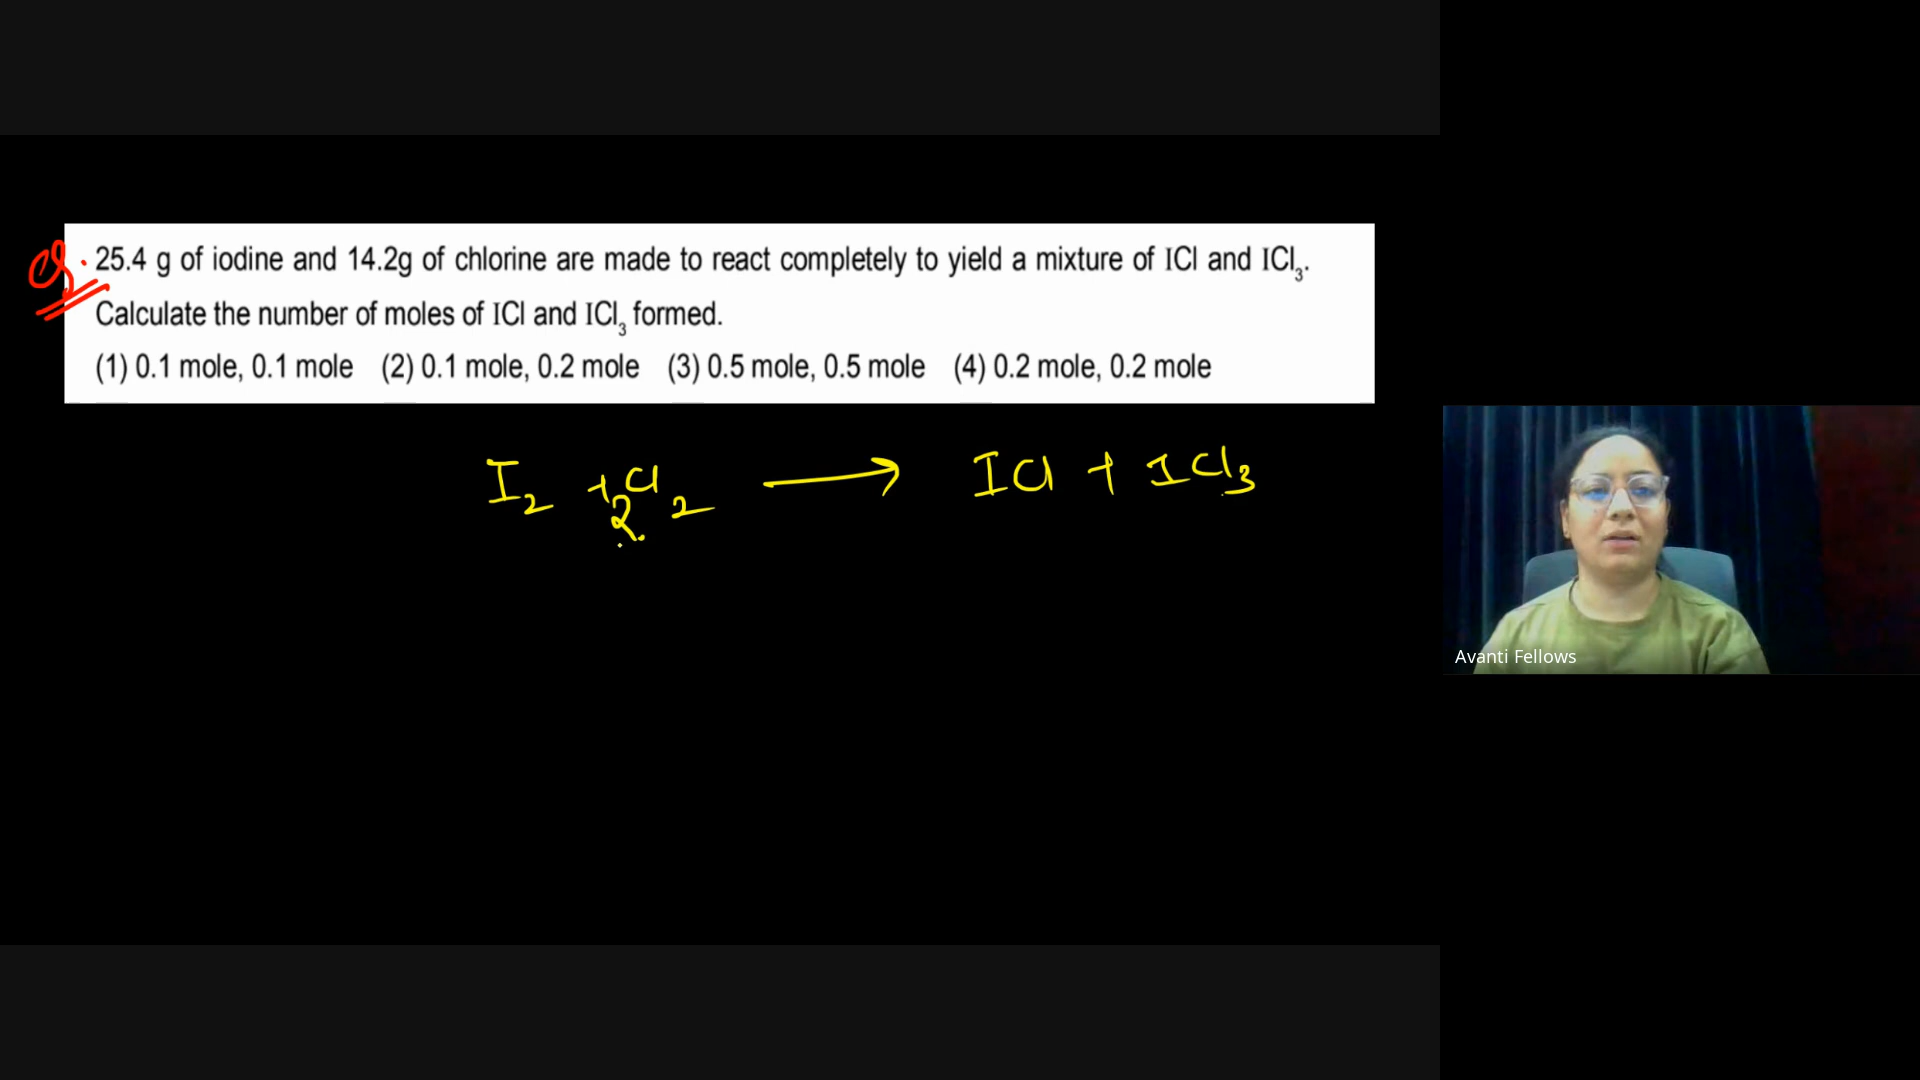 Q. 25.4 g of iodine and 14.2g of chlorine are made to react completely to yield a mixture of ICl and ICl₃.
Calculate the number of moles of ICl and ICl₃ formed.
(1) 0.1 mole, 0.1 mole (2) 0.1 mole, 0.2 mole (3) 0.5 mole, 0.5 mole (4) 0.2 mole, 0.2 mole
I₂ + 2Cl₂ ⟶ ICl + ICl₃
Avanti Fellows